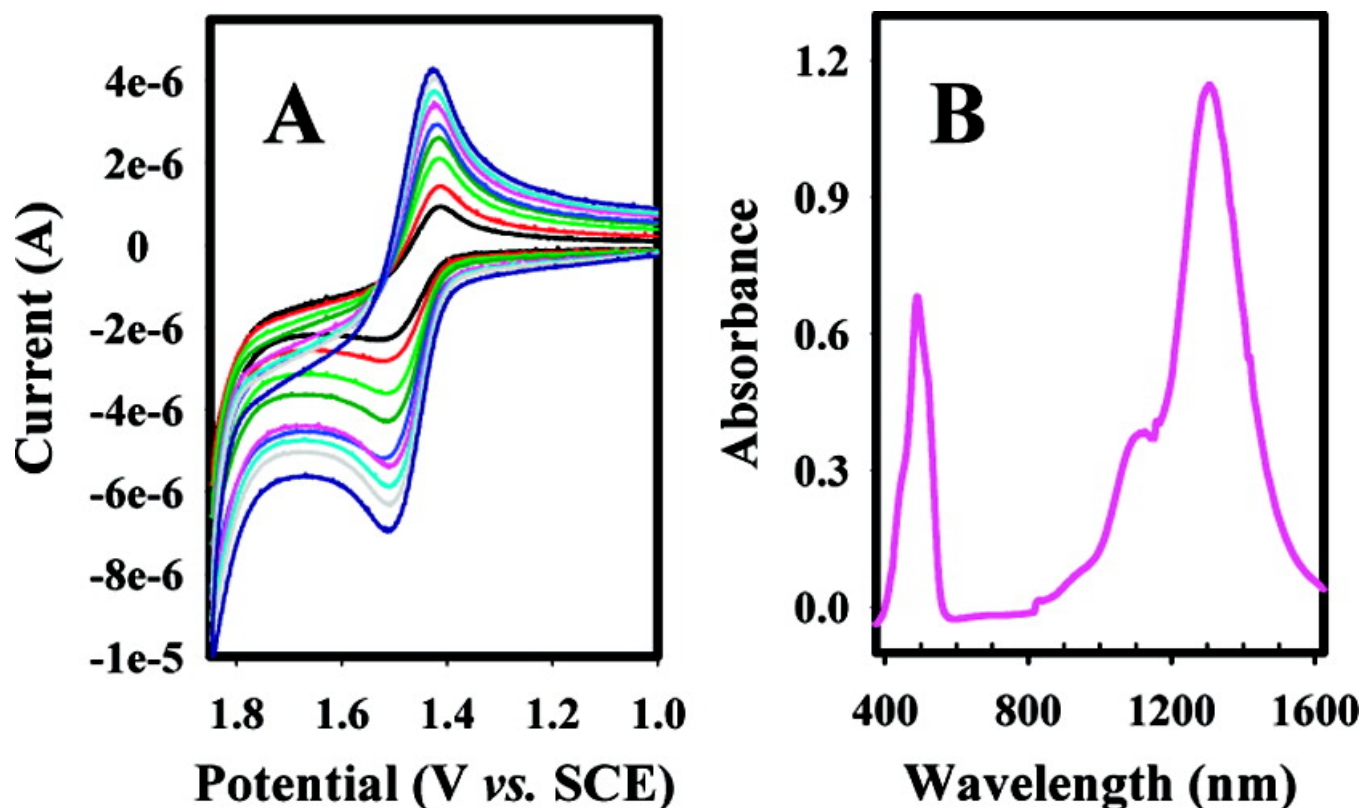 A
4e-6
2e-6
0
-2e-6
-4e-6
-6e-6
-8e-6
-1e-5
Current (A)
1.8 1.6 1.4 1.2 1.0
Potential (V vs. SCE)
B
1.2
0.9
0.6
0.3
0.0
Absorbance
400 800 1200 1600
Wavelength (nm)